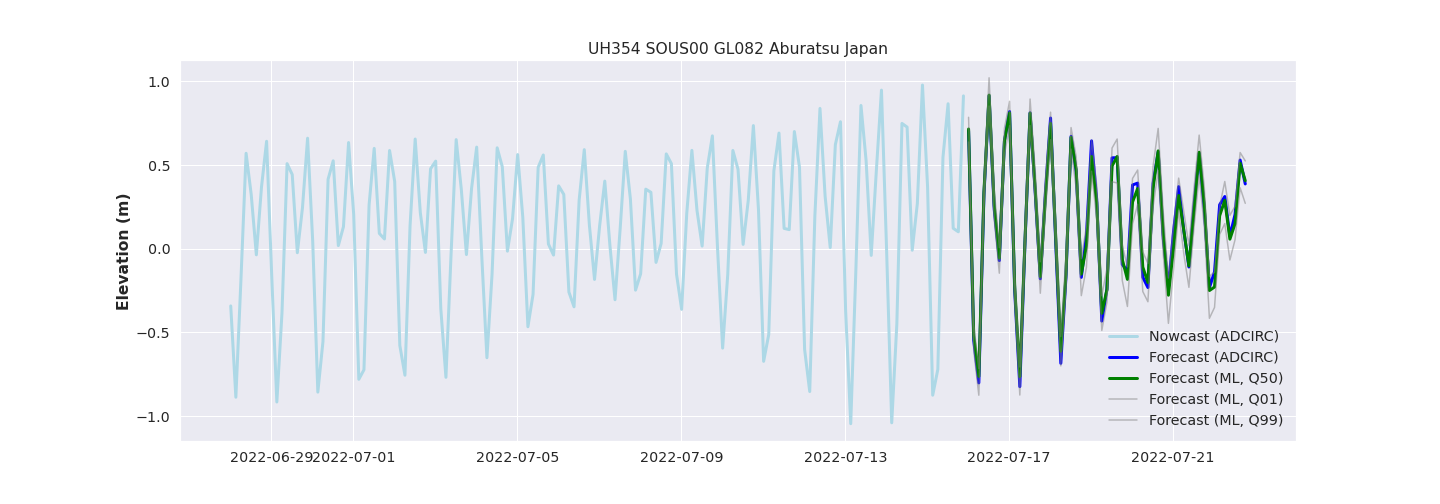 UH354 SOUS00 GL082 Aburatsu Japan
Elevation (m)
1.0
0.5
0.0
−0.5
−1.0
Nowcast (ADCIRC)
Forecast (ADCIRC)
Forecast (ML, Q50)
Forecast (ML, Q01)
Forecast (ML, Q99)
2022-06-29 2022-07-01 2022-07-05 2022-07-09 2022-07-13 2022-07-17 2022-07-21